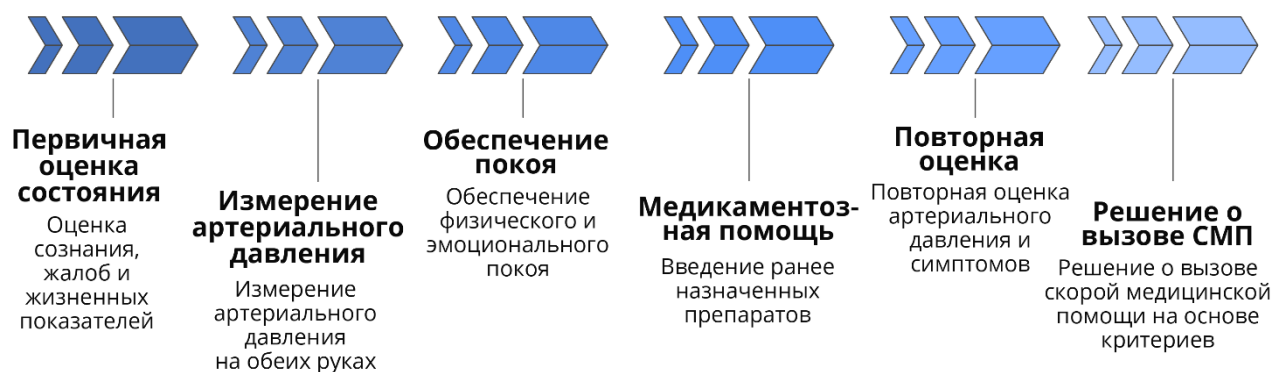 Первичная
оценка
состояния
Оценка
сознания,
жалоб и
жизненных
показателей
Измерение
артериального
давления
Измерение
артериального
давления
на обеих руках
Обеспечение
покоя
Обеспечение
физического и
эмоционального
покоя
Медикаментоз-
ная помощь
Введение ранее
назначенных
препаратов
Повторная
оценка
Повторная оценка
артериального
давления и
симптомов
Решение о
вызове СМП
Решение о вызове
скорой медицинской
помощи на основе
критериев